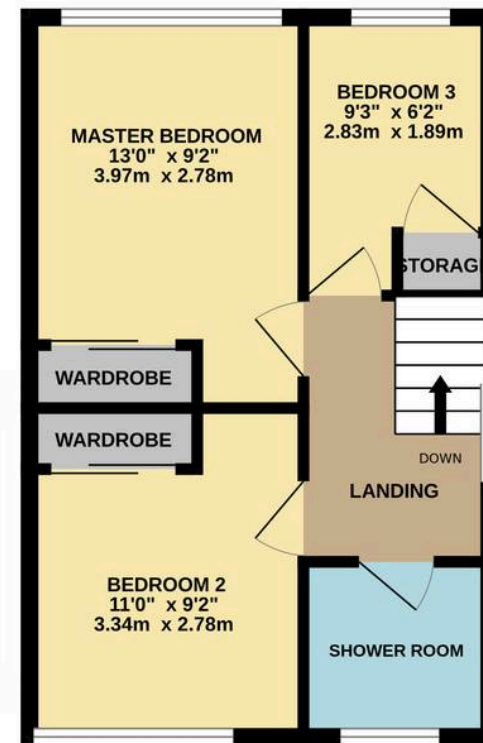 MASTER BEDROOM
13'0" x 9'2"
3.97m x 2.78m
BEDROOM 3
9'3" x 6'2"
2.83m x 1.89m
STORAGE
WARDROBE
WARDROBE
DOWN
LANDING
BEDROOM 2
11'0" x 9'2"
3.34m x 2.78m
SHOWER ROOM